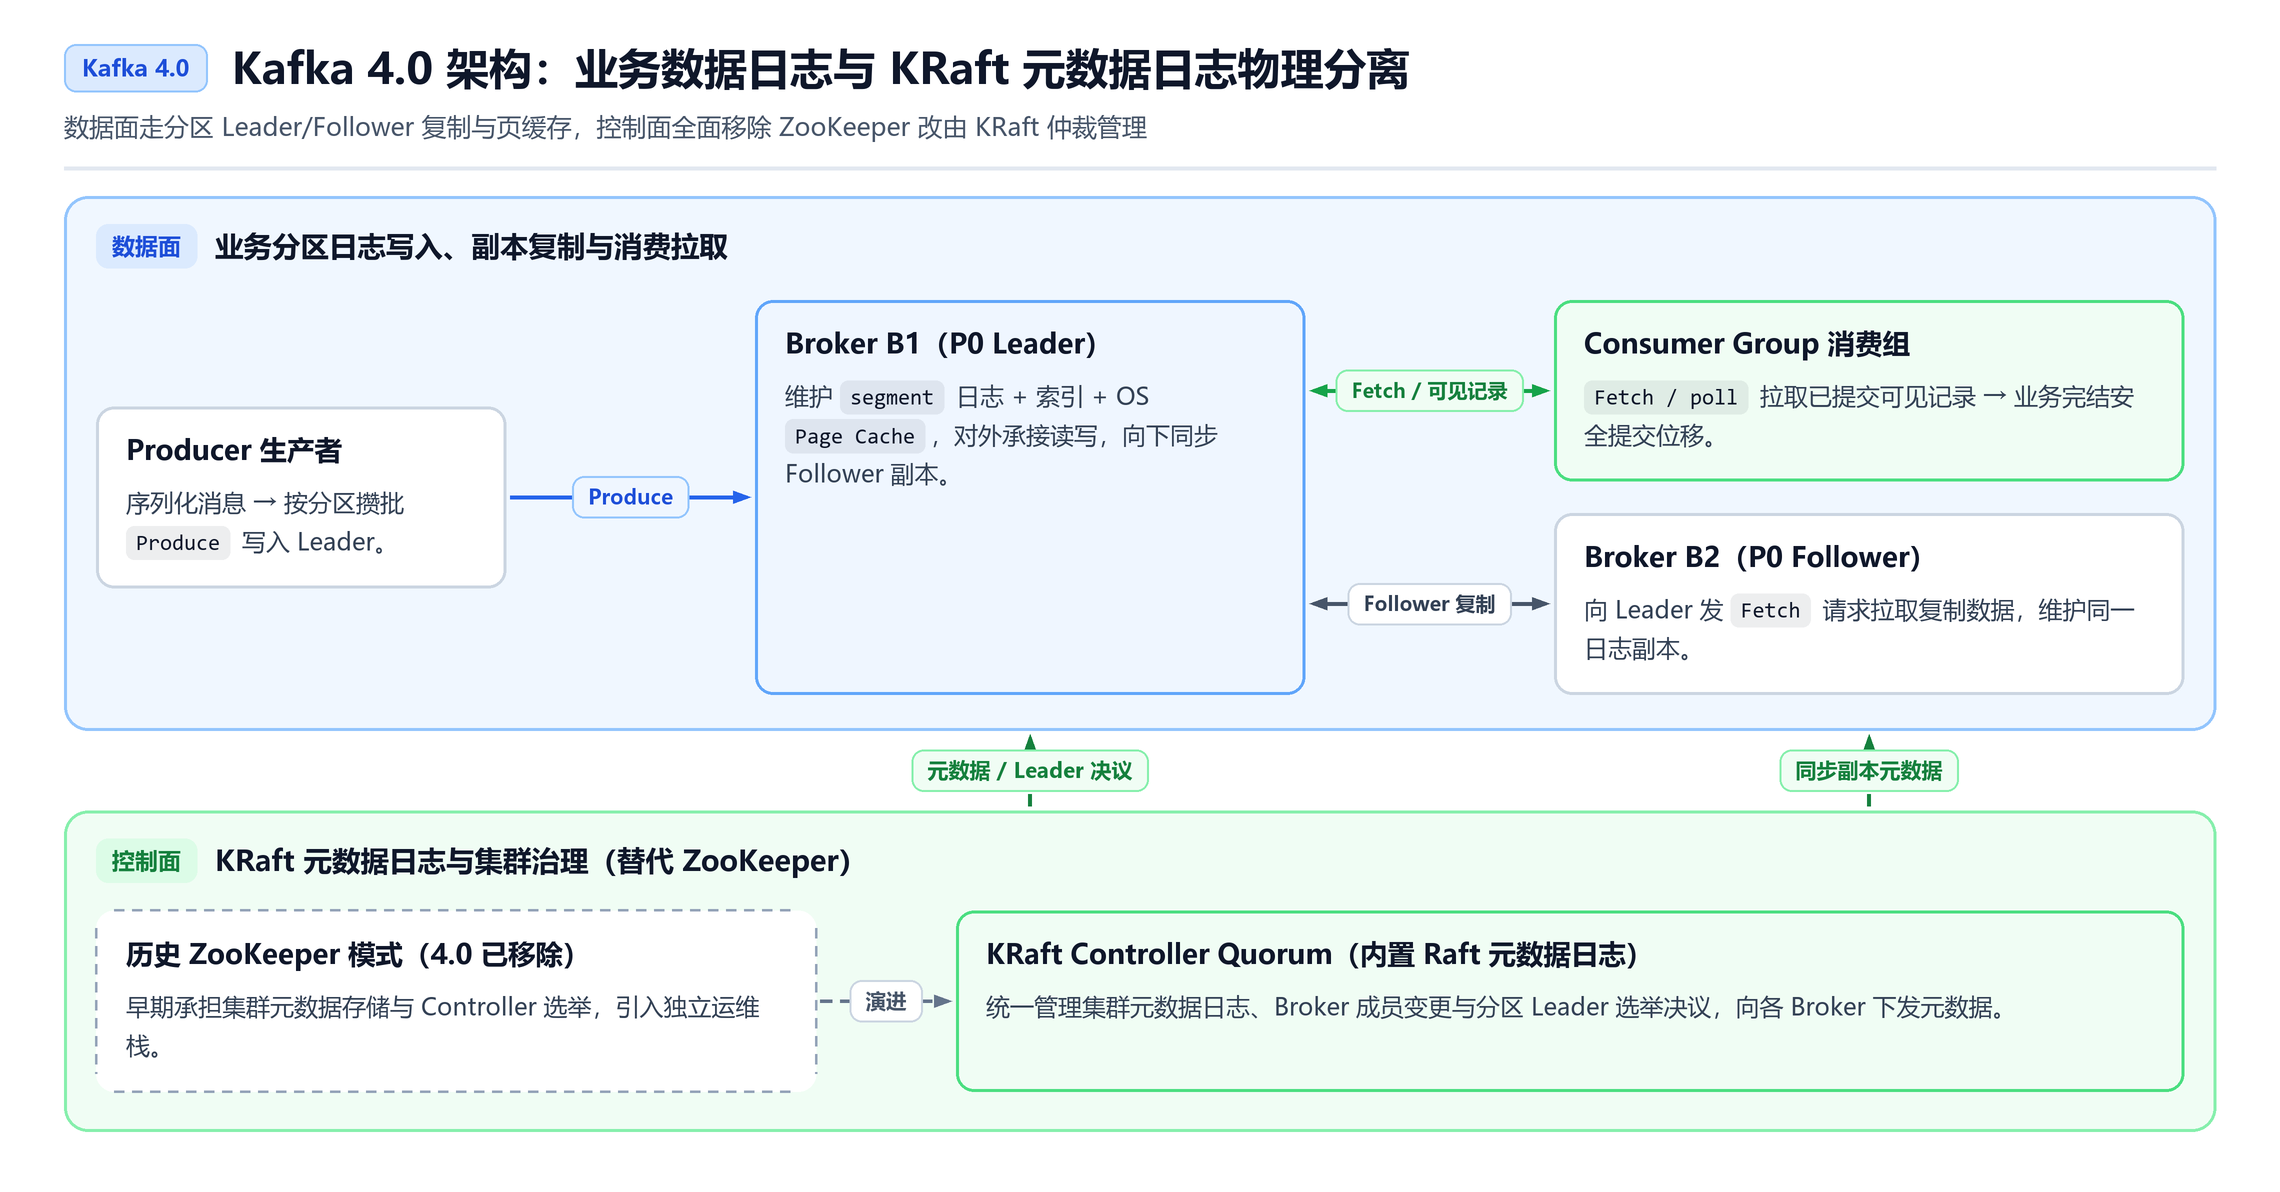 Kafka 4.0
Kafka 4.0 架构：业务数据日志与 KRaft 元数据日志物理分离
数据面走分区 Leader/Follower 复制与页缓存，控制面全面移除 ZooKeeper 改由 KRaft 仲裁管理
数据面
业务分区日志写入、副本复制与消费拉取
Producer 生产者
序列化消息 → 按分区攒批
Produce 写入 Leader。
Produce
Broker B1（P0 Leader）
维护 segment 日志 + 索引 + OS
Page Cache ，对外承接读写，向下同步
Follower 副本。
Fetch / 可见记录
Consumer Group 消费组
Fetch / poll 拉取已提交可见记录 → 业务完结安
全提交位移。
Follower 复制
Broker B2（P0 Follower）
向 Leader 发 Fetch 请求拉取复制数据，维护同一
日志副本。
元数据 / Leader 决议
同步副本元数据
控制面
KRaft 元数据日志与集群治理（替代 ZooKeeper）
历史 ZooKeeper 模式（4.0 已移除）
早期承担集群元数据存储与 Controller 选举，引入独立运维
栈。
演进
KRaft Controller Quorum（内置 Raft 元数据日志）
统一管理集群元数据日志、Broker 成员变更与分区 Leader 选举决议，向各 Broker 下发元数据。